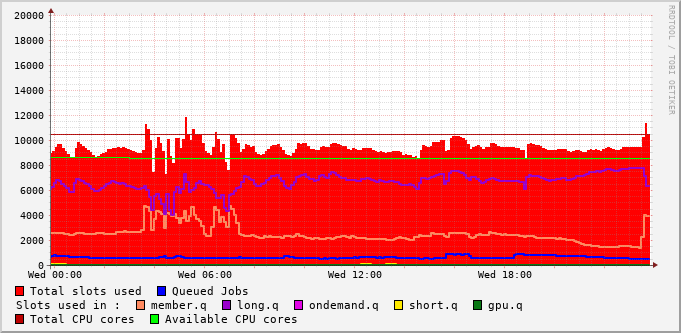 20000
18000
16000
14000
12000
10000
8000
6000
4000
2000
0
Wed 00:00 Wed 06:00 Wed 12:00 Wed 18:00
RRDTOOL / TOBI OETIKER
Total slots used Queued Jobs
Slots used in : member.q long.q ondemand.q short.q gpu.q
Total CPU cores Available CPU cores